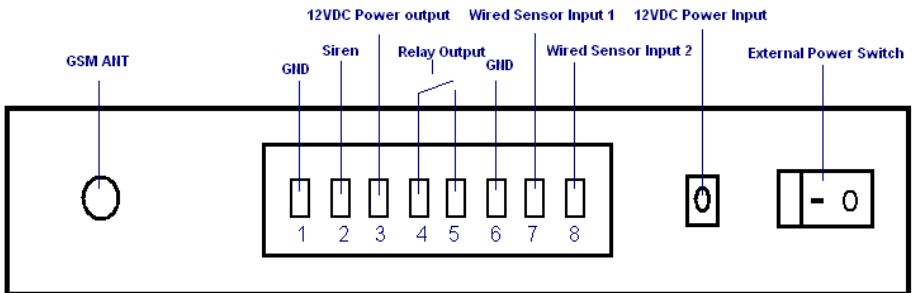 12VDC Power output Wired Sensor Input 1 12VDC Power Input
Siren Relay Output Wired Sensor Input 2 External Power Switch
GSM ANT GND GND
1 2 3 4 5 6 7 8
0 - 0